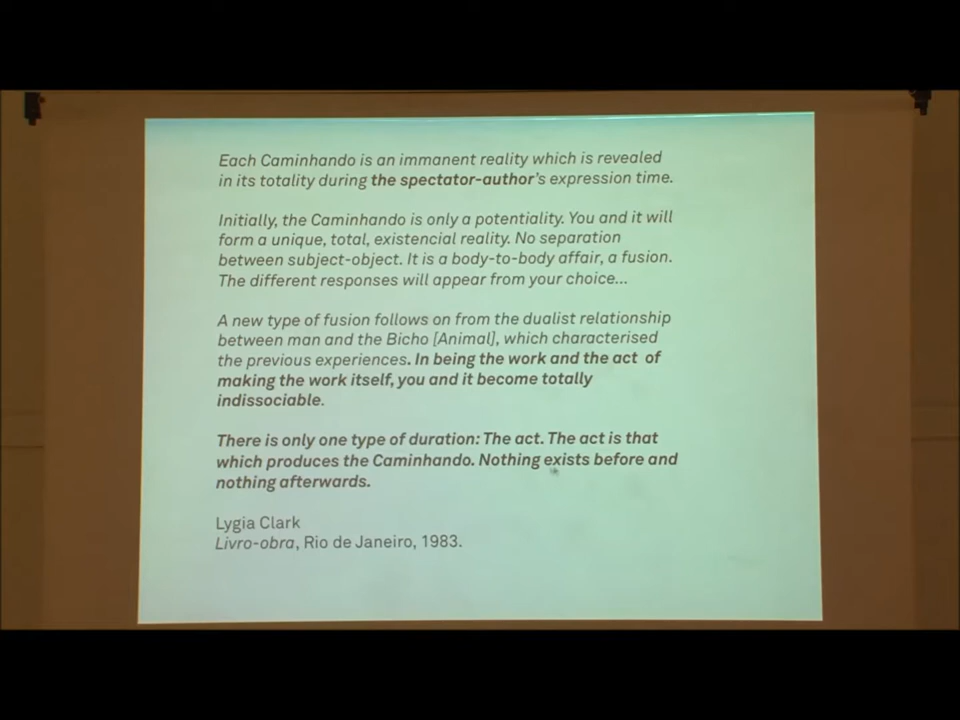 Each Caminhando is an immanent reality which is revealed
in its totality during the spectator-author's expression time.
Initially, the Caminhando is only a potentiality. You and it will
form a unique, total, existencial reality. No separation
between subject-object. It is a body-to-body affair, a fusion.
The different responses will appear from your choice...
A new type of fusion follows on from the dualist relationship
between man and the Bicho [Animal], which characterised
the previous experiences. In being the work and the act of
making the work itself, you and it become totally
indissociable.
There is only one type of duration: The act. The act is that
which produces the Caminhando. Nothing exists before and
nothing afterwards.
Lygia Clark
Livro-obra, Rio de Janeiro, 1983.